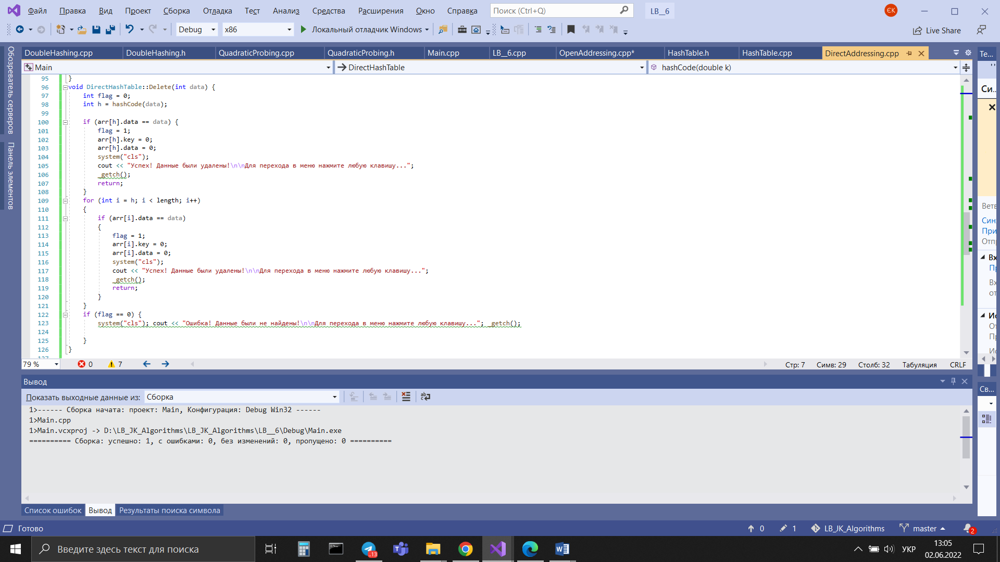 Файл Правка Вид Проект Сборка Отладка Тест Анализ Средства Расширения Окно Справка Поиск (Ctrl+Q) LB__6 ЄК
Debug x86 Локальный отладчик Windows Live Share
DoubleHashing.cpp DoubleHashing.h QuadraticProbing.cpp QuadraticProbing.h Main.cpp LB__6.cpp OpenAddressing.cpp* HashTable.h HashTable.cpp DirectAddressing.cpp Те...
Main DirectHashTable hashCode(double k)
Обозреватель серверов
Панель элементов
95 }
96 void DirectHashTable::Delete(int data) {
97 int flag = 0;
98 int h = hashCode(data);
99
100 if (arr[h].data == data) {
101 flag = 1;
102 arr[h].key = 0;
103 arr[h].data = 0;
104 system("cls");
105 cout << "Успех! Данные были удалены!\n\nДля перехода в меню нажмите любую клавишу...";
106 _getch();
107 return;
108 }
109 for (int i = h; i < length; i++)
110 {
111 if (arr[i].data == data)
112 {
113 flag = 1;
114 arr[i].key = 0;
115 arr[i].data = 0;
116 system("cls");
117 cout << "Успех! Данные были удалены!\n\nДля перехода в меню нажмите любую клавишу...";
118 _getch();
119 return;
120 }
121 }
122 if (flag == 0) {
123 system("cls"); cout << "Ошибка! Данные были не найдены!\n\nДля перехода в меню нажмите любую клавишу..."; _getch();
124
125 }
126 }
127
Си...
Ветв
Син
При
Отп
Вх
Пр
Вх
от
Ис
От
Пр
Ис
79 % 0 7 Стр: 7 Симв: 29 Столб: 32 Табуляция CRLF
Вывод
Св...
Показать выходные данные из: Сборка
1>------ Сборка начата: проект: Main, Конфигурация: Debug Win32 ------
1>Main.cpp
1>Main.vcxproj -> D:\LB_JK_Algorithms\LB_JK_Algorithms\LB__6\Debug\Main.exe
========== Сборка: успешно: 1, с ошибками: 0, без изменений: 0, пропущено: 0 ==========
Список ошибок Вывод Результаты поиска символа
Готово 0 1 LB_JK_Algorithms master 2
Введите здесь текст для поиска ..13 УКР 13:05
02.06.2022